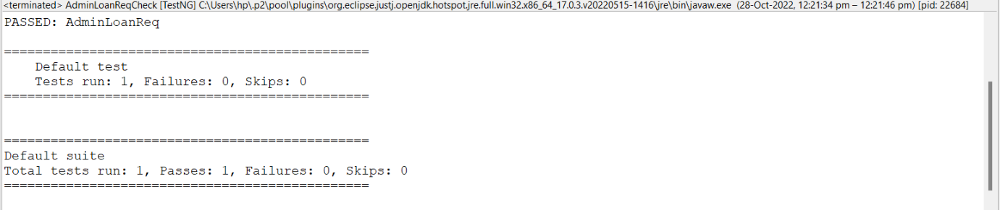 <terminated> AdminLoanReqCheck [TestNG] C:\Users\hp\.p2\pool\plugins\org.eclipse.justj.openjdk.hotspot.jre.full.win32.x86_64_17.0.3.v20220515-1416\jre\bin\javaw.exe (28-Oct-2022, 12:21:34 pm – 12:21:46 pm) [pid: 22684]
PASSED: AdminLoanReq
===============================================
Default test
Tests run: 1, Failures: 0, Skips: 0
===============================================
===============================================
Default suite
Total tests run: 1, Passes: 1, Failures: 0, Skips: 0
===============================================